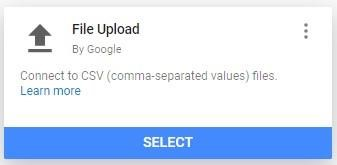 File Upload
By Google
Connect to CSV (comma-separated values) files.
Learn more
SELECT